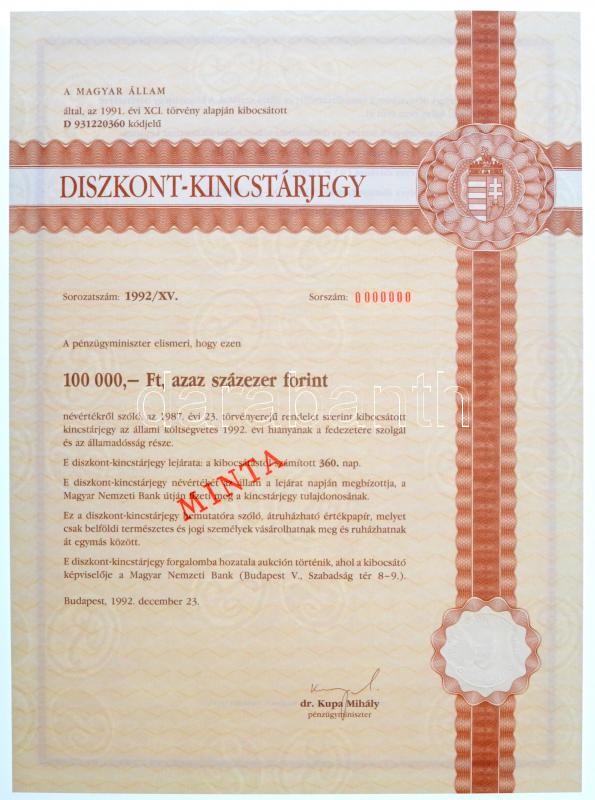 A MAGYAR ÁLLAM
által, az 1991. évi XCI. törvény alapján kibocsátott
D 931220360 kódjelű
DISZKONT-KINCSTÁRJEGY
Sorozatszám: 1992/XV.
Sorszám: 0000000
A pénzügyminiszter elismeri, hogy ezen
100 000,– Ft, azaz százezer forint
névértékről szóló, az 1987. évi 23. törvényerejű rendelet szerint kibocsátott
kincstárjegy az állami költségvetés 1992. évi hiányának a fedezetére szolgál
és az államadósság része.
E diszkont-kincstárjegy lejárata: a kibocsátástól számított 360. nap.
E diszkont-kincstárjegy névértékét az állam a lejárat napján megbízottja, a
Magyar Nemzeti Bank útján fizeti meg a kincstárjegy tulajdonosának.
Ez a diszkont-kincstárjegy bemutatóra szóló, átruházható értékpapír, melyet
csak belföldi természetes és jogi személyek vásárolhatnak meg és ruházhatnak
át egymás között.
E diszkont-kincstárjegy forgalomba hozatala aukción történik, ahol a kibocsátó
képviselője a Magyar Nemzeti Bank (Budapest V., Szabadság tér 8–9.).
MINTA
Budapest, 1992. december 23.
dr. Kupa Mihály
pénzügyminiszter
darabanth